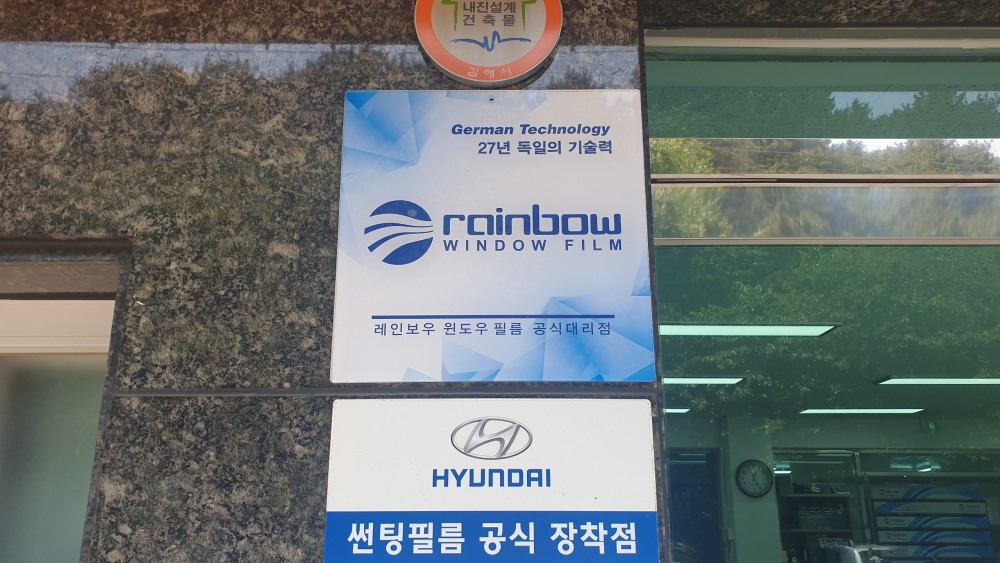 내진설계
건축물
김해시
German Technology
27년 독일의 기술력
rainbow
WINDOW FILM
레인보우 윈도우 필름 공식대리점
HYUNDAI
썬팅필름 공식 장착점